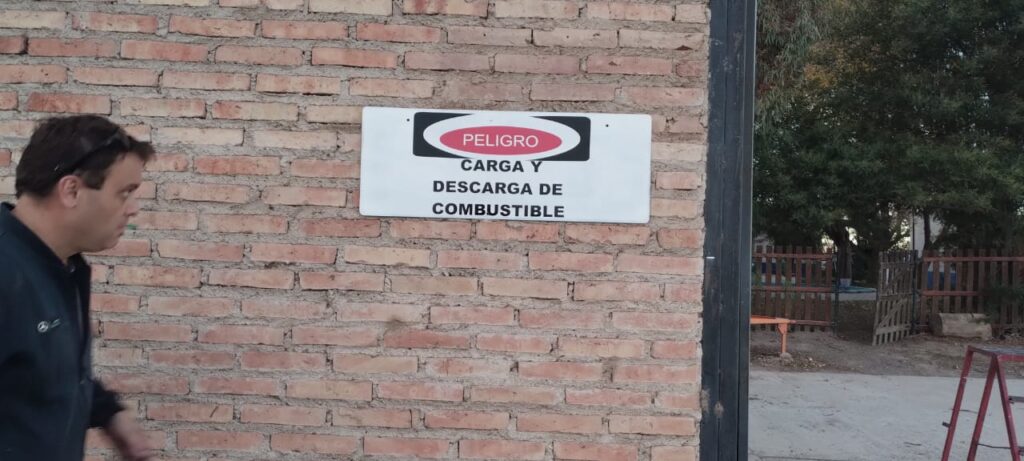 PELIGRO
CARGA Y
DESCARGA DE
COMBUSTIBLE